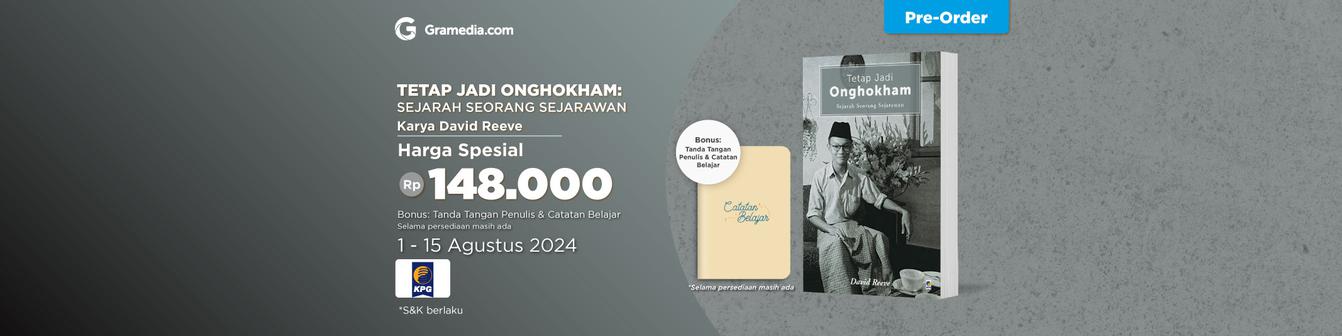 Gramedia.com
Pre-Order
TETAP JADI ONGHOKHAM:
SEJARAH SEORANG SEJARAWAN
Karya David Reeve
Harga Spesial
Rp 148.000
Bonus: Tanda Tangan Penulis & Catatan Belajar
Selama persediaan masih ada
1 - 15 Agustus 2024
KPG
*S&K berlaku
Bonus:
Tanda Tangan
Penulis & Catatan
Belajar
Catatan
Belajar
*Selama persediaan masih ada
Tetap Jadi
Onghokham
Sejarah Seorang Sejarawan
David Reeve